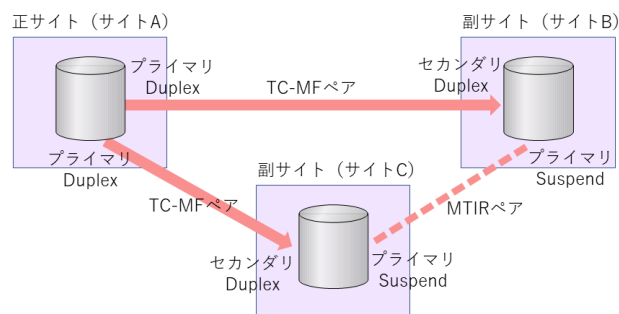 正サイト（サイトA）
副サイト（サイトB）
プライマリ
Duplex
TC-MFペア
セカンダリ
Duplex
プライマリ
Duplex
プライマリ
Suspend
副サイト（サイトC）
TC-MFペア
MTIRペア
セカンダリ
Duplex
プライマリ
Suspend